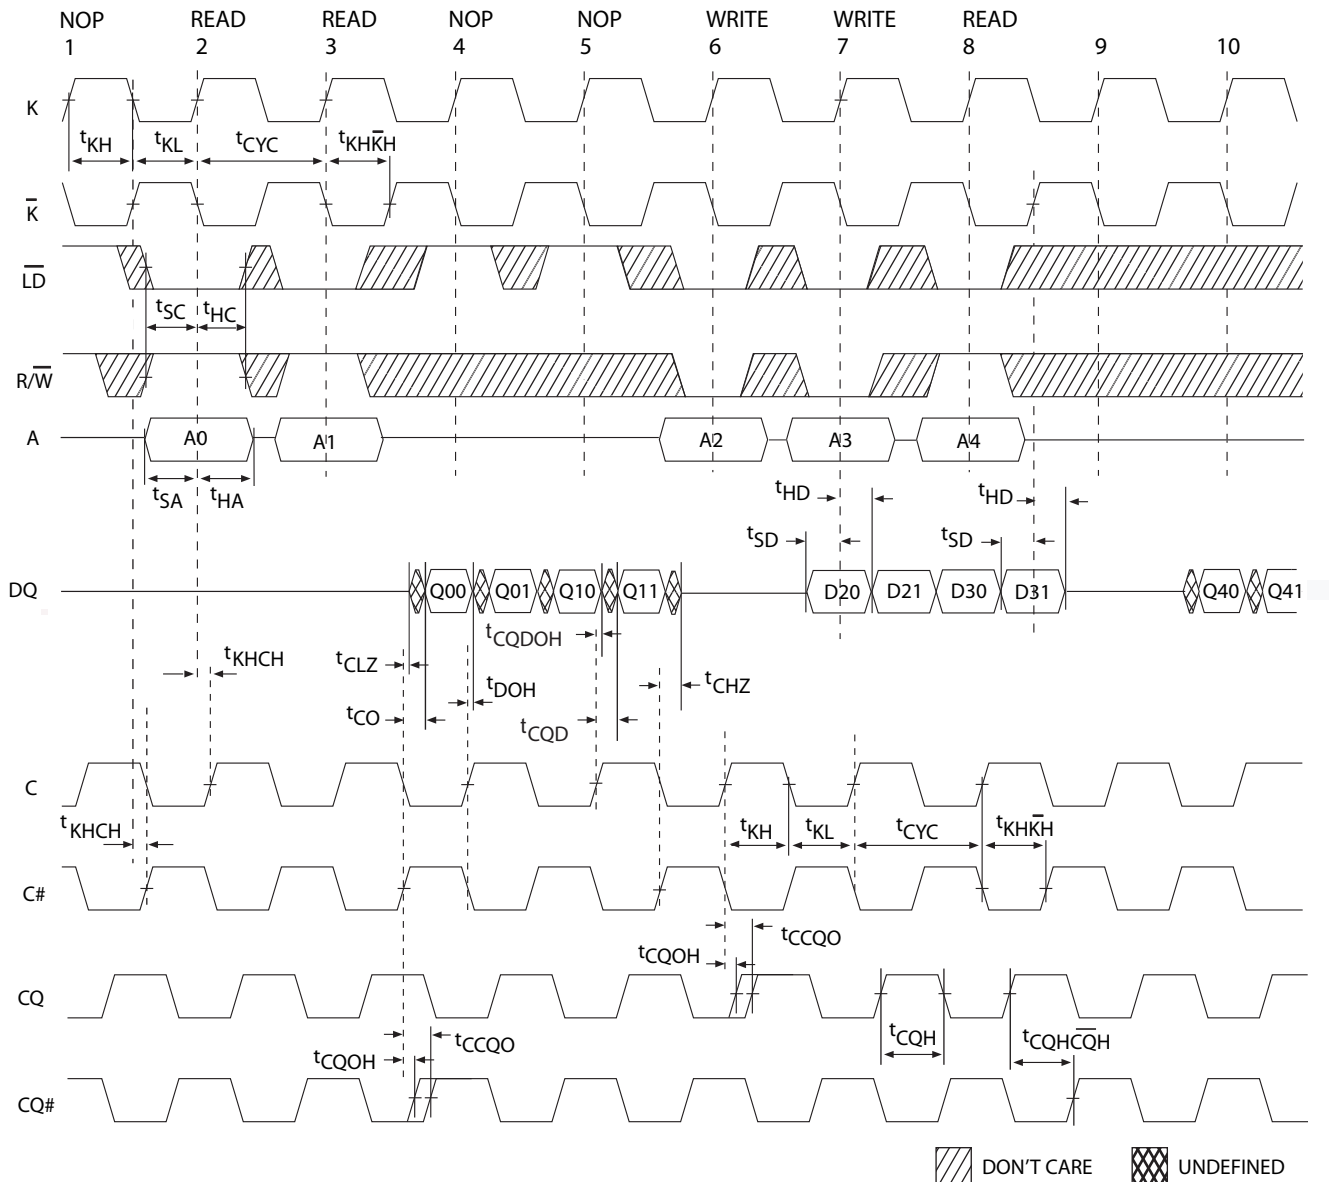 NOP READ READ NOP NOP WRITE WRITE READ
1 2 3 4 5 6 7 8 9 10
K
tKH tKL tCYC tKHK̅H
K̅
L̅D̅
tSC tHC
R/W̅
A A0 A1 A2 A3 A4
tSA tHA tHD tHD
tSD tSD
DQ Q00 Q01 Q10 Q11 D20 D21 D30 D31 Q40 Q41
tCQDOH
tKHCH tCLZ tDOH tCHZ
tCO tCQD
C
tKHCH tKH tKL tCYC tKHK̅H
C#
tCCQO
tCQOH
CQ
tCCQO tCQH tCQHC̅Q̅H
tCQOH
CQ#
DON'T CARE UNDEFINED